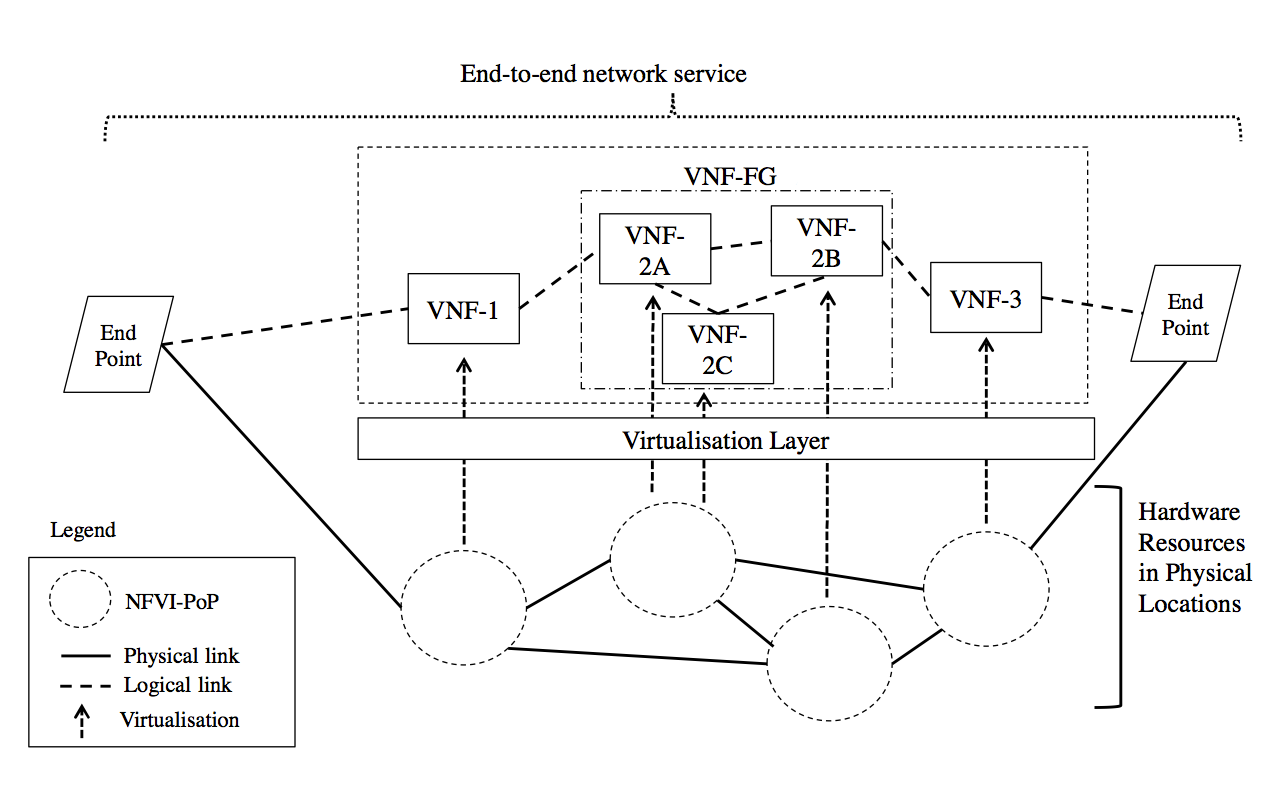 End-to-end network service
VNF-FG
VNF-
2A
VNF-
2B
VNF-1
VNF-3
VNF-
2C
End
Point
End
Point
Virtualisation Layer
Hardware
Resources
in Physical
Locations
Legend
NFVI-PoP
Physical link
Logical link
Virtualisation